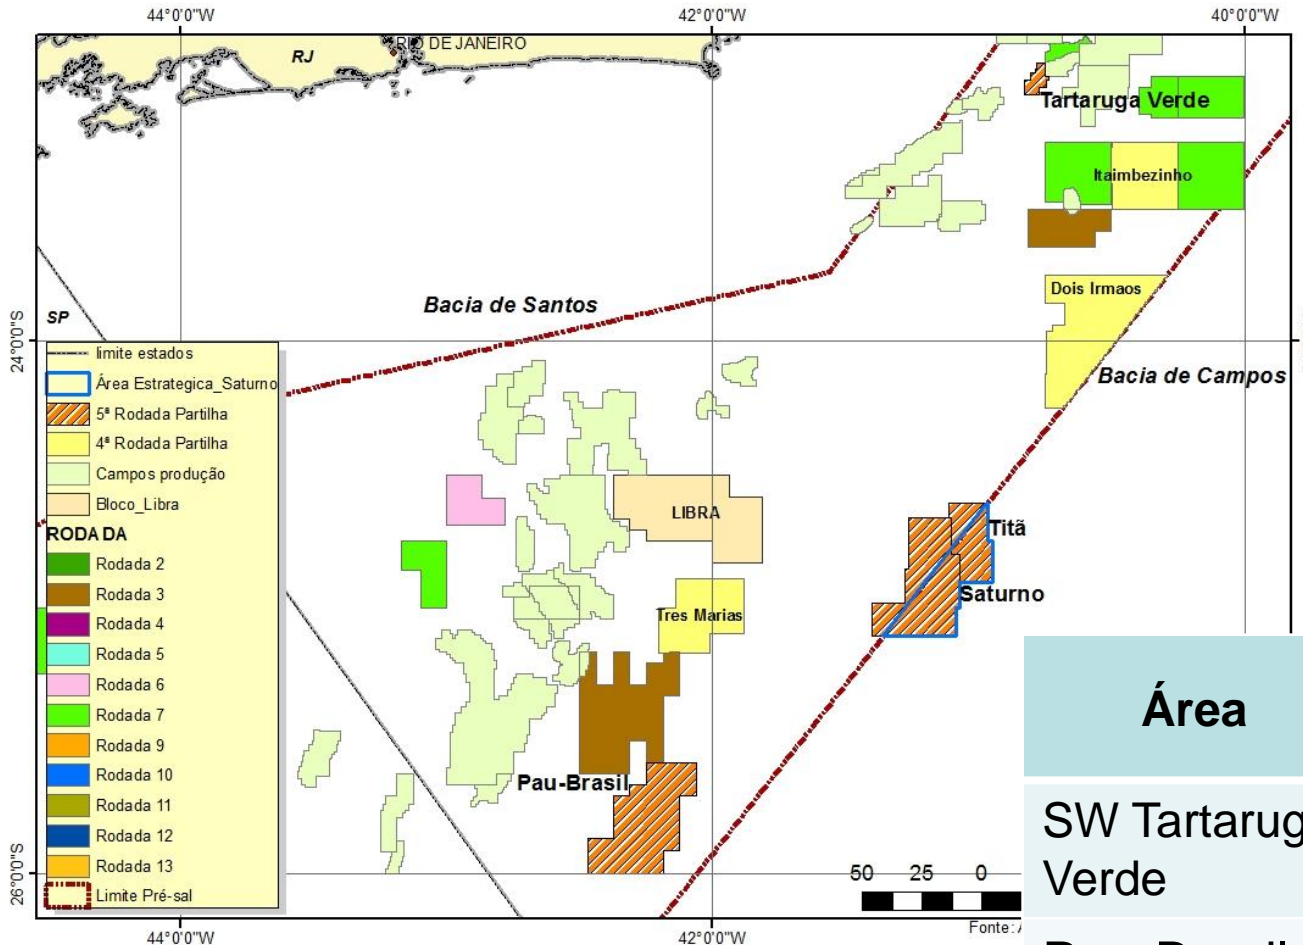 44°0'0"W
42°0'0"W
40°0'0"W
RIO DE JANEIRO
RJ
Tartaruga Verde
Itaimbezinho
Dois Irmaos
Bacia de Santos
SP
24°0'0"S
Bacia de Campos
limite estados
Área Estrategica_Saturno
5ª Rodada Partilha
4ª Rodada Partilha
Campos produção
Bloco_Libra
RODADA
Rodada 2
Rodada 3
Rodada 4
Rodada 5
Rodada 6
Rodada 7
Rodada 9
Rodada 10
Rodada 11
Rodada 12
Rodada 13
Limite Pré-sal
LIBRA
Titã
Saturno
Tres Marias
Pau-Brasil
26°0'0"S
50 25 0
Fonte:
44°0'0"W
42°0'0"W
Área
SW Tartarug
Verde